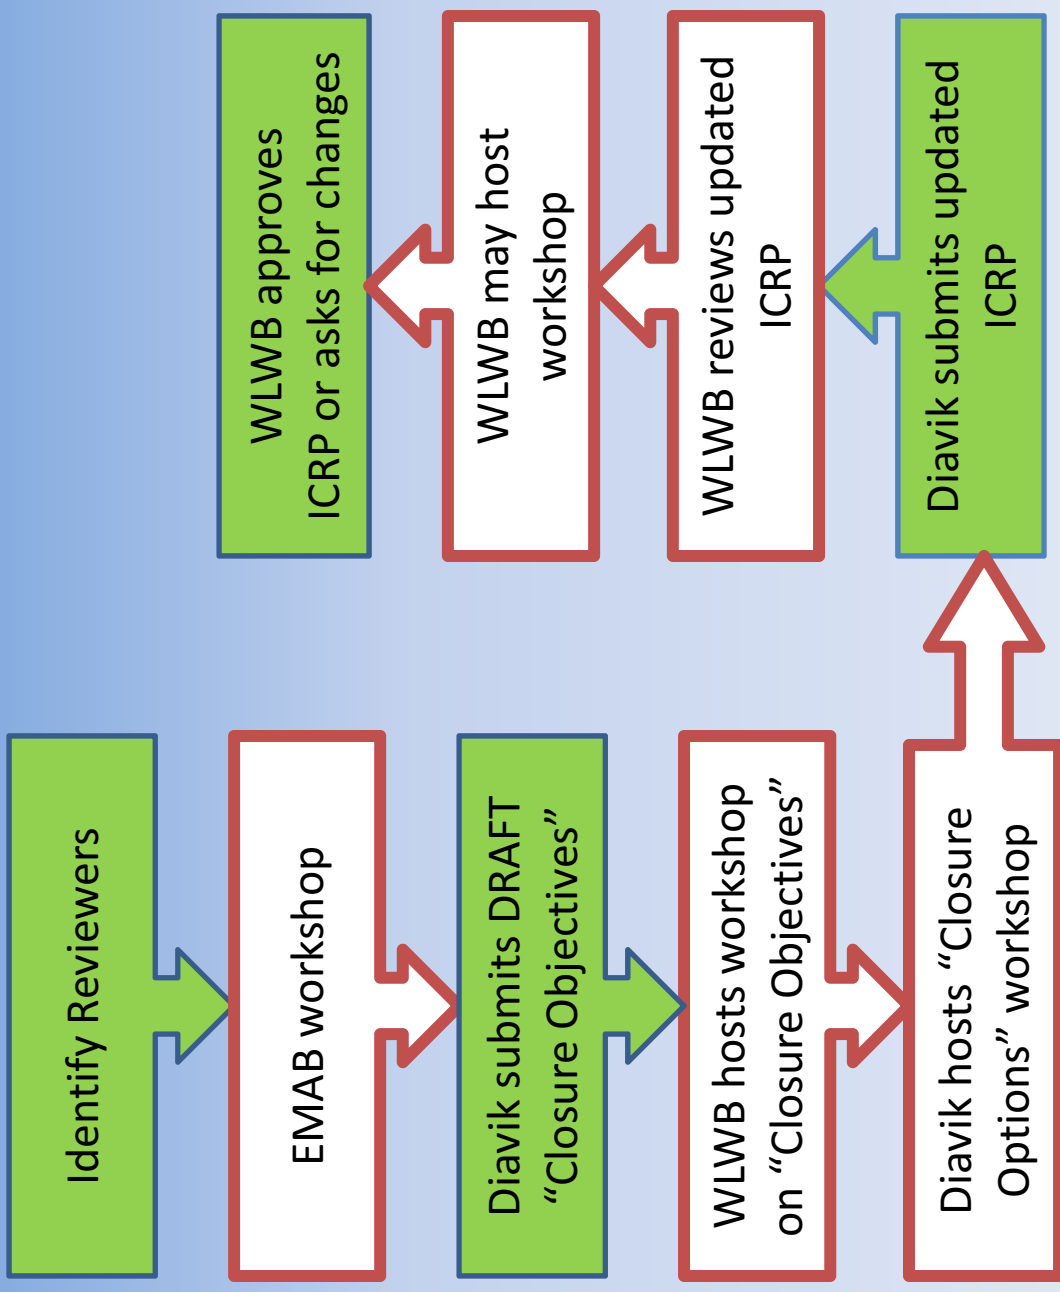 Identify Reviewers
EMAB workshop
Diavik submits DRAFT
“Closure Objectives”
WLWB hosts workshop
on “Closure Objectives”
Diavik hosts “Closure
Options” workshop
Diavik submits updated
ICRP
WLWB reviews updated
ICRP
WLWB may host
workshop
WLWB approves
ICRP or asks for changes